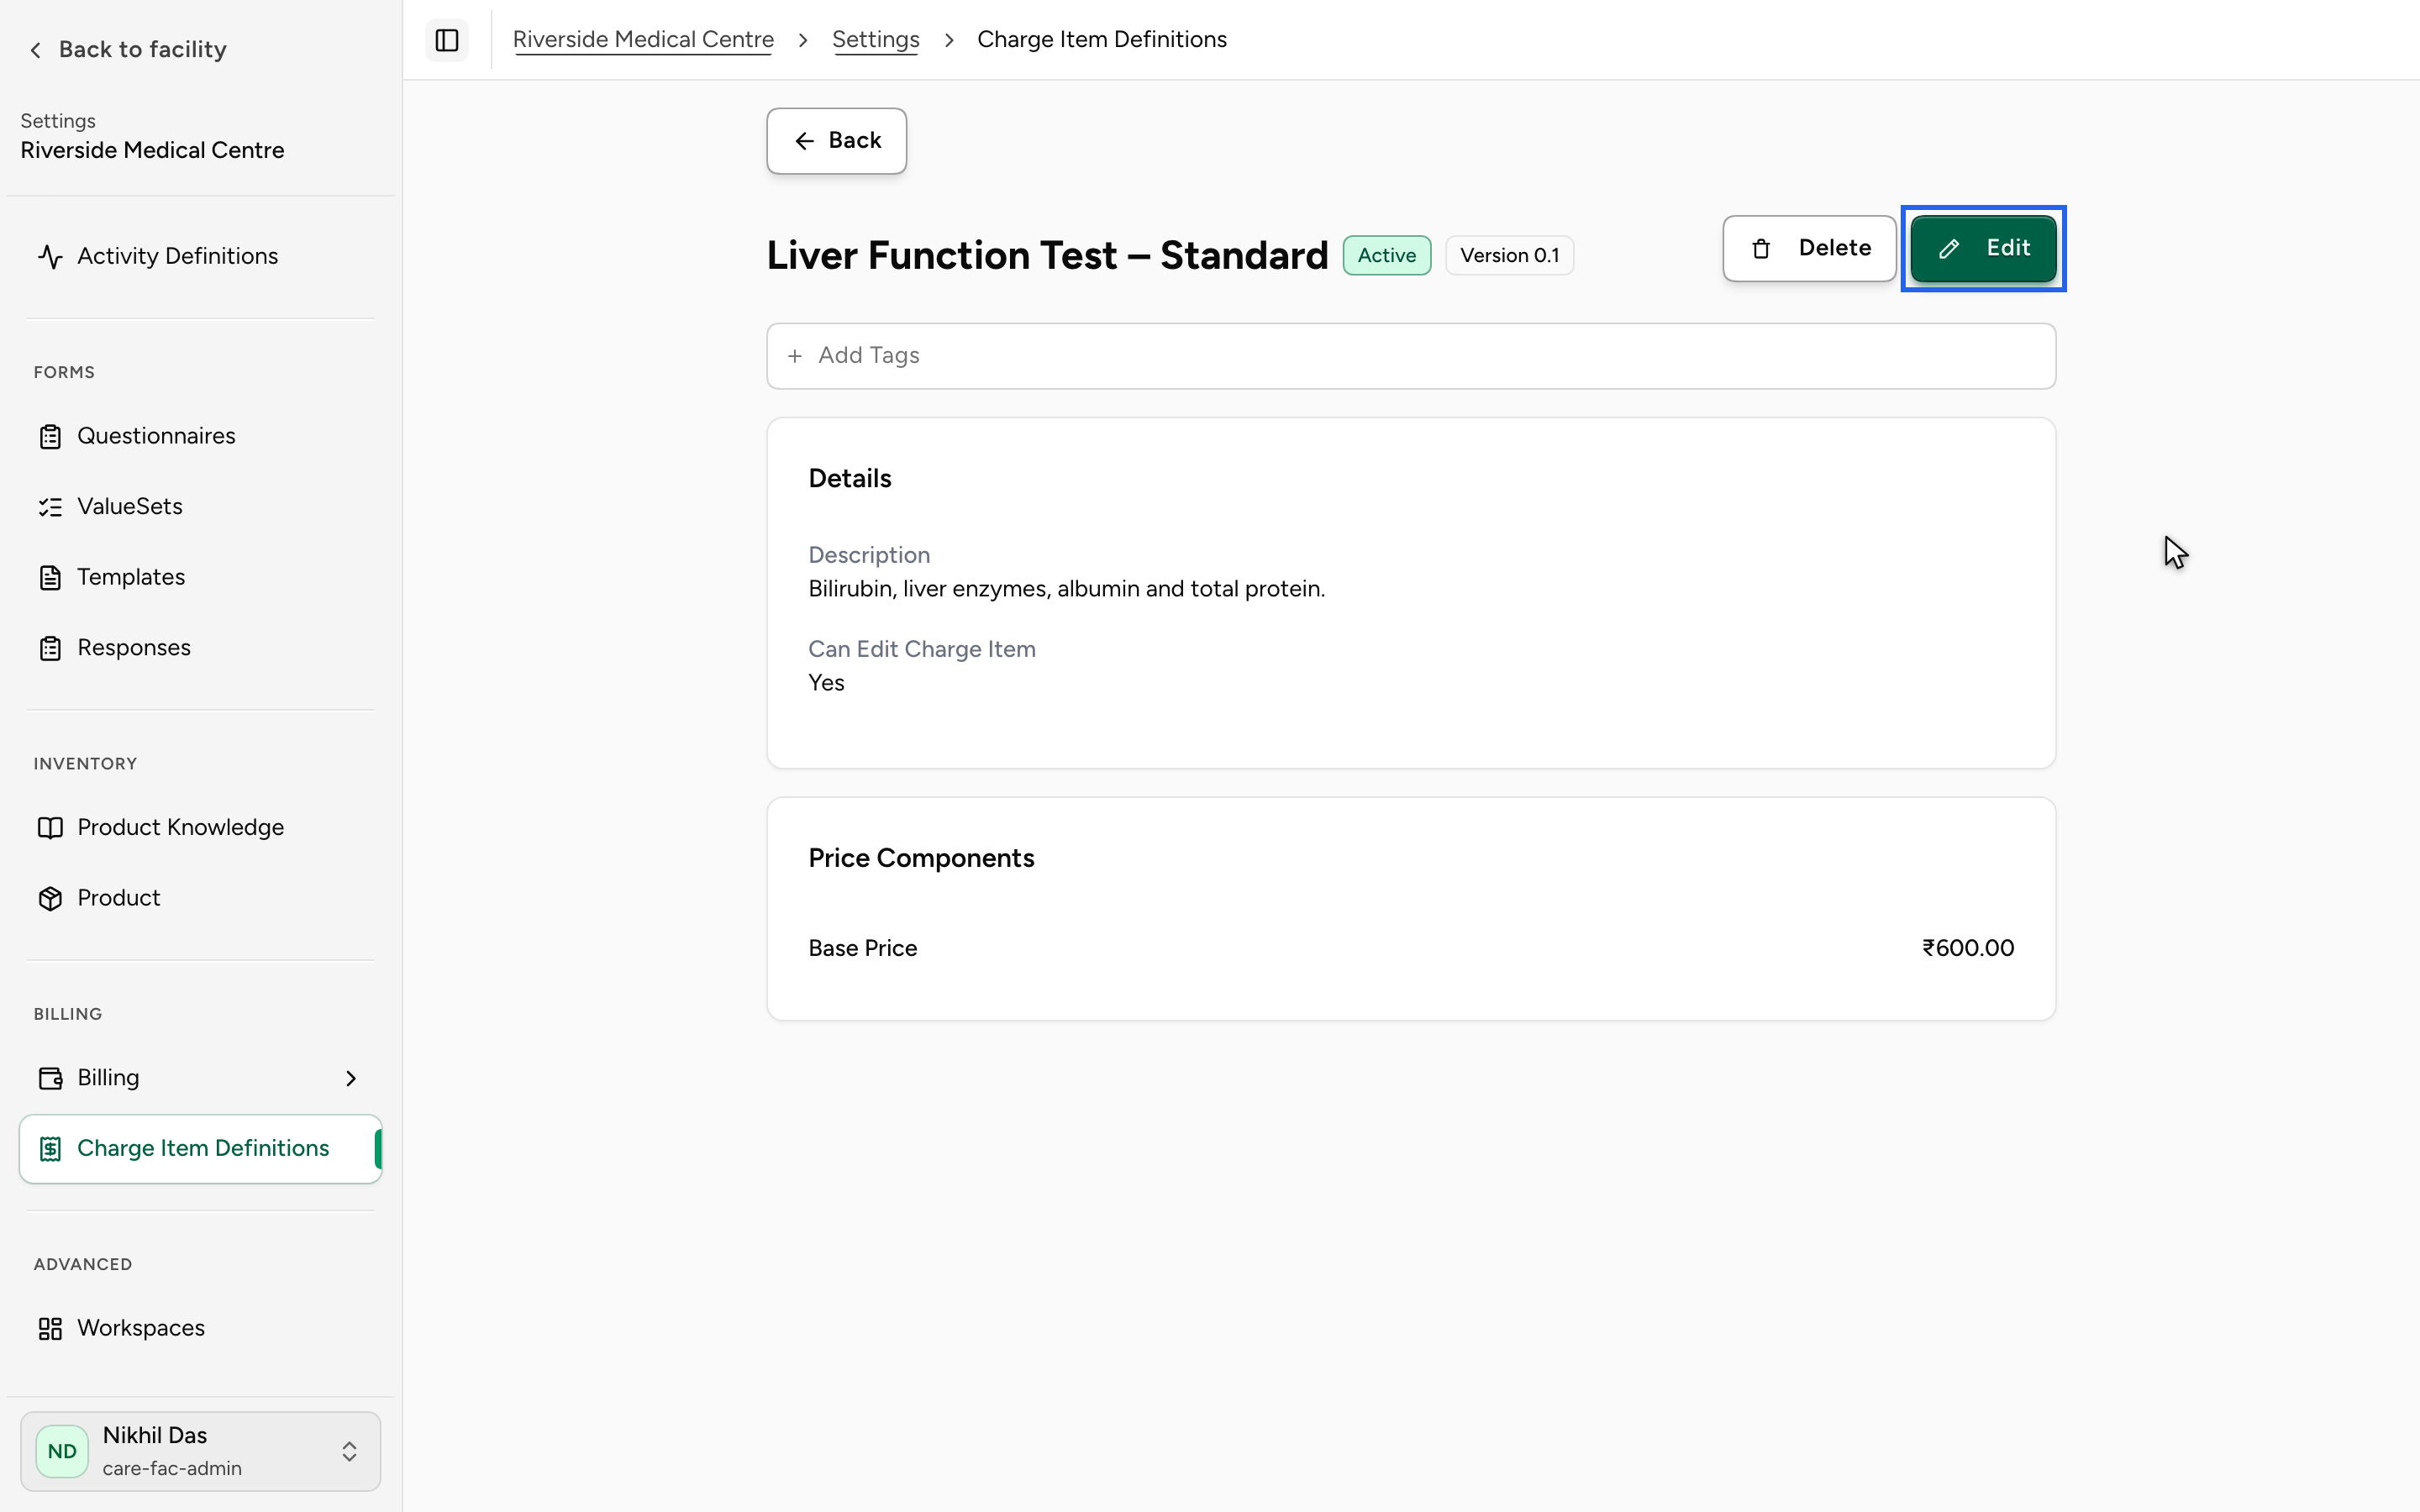 Back to facility
Settings
Riverside Medical Centre
Activity Definitions
FORMS
Questionnaires
ValueSets
Templates
Responses
INVENTORY
Product Knowledge
Product
BILLING
Billing
Charge Item Definitions
ADVANCED
Workspaces
ND
Nikhil Das
care-fac-admin
Riverside Medical Centre > Settings > Charge Item Definitions
Back
Liver Function Test – Standard Active Version 0.1 Delete Edit
+ Add Tags
Details
Description
Bilirubin, liver enzymes, albumin and total protein.
Can Edit Charge Item
Yes
Price Components
Base Price ₹600.00